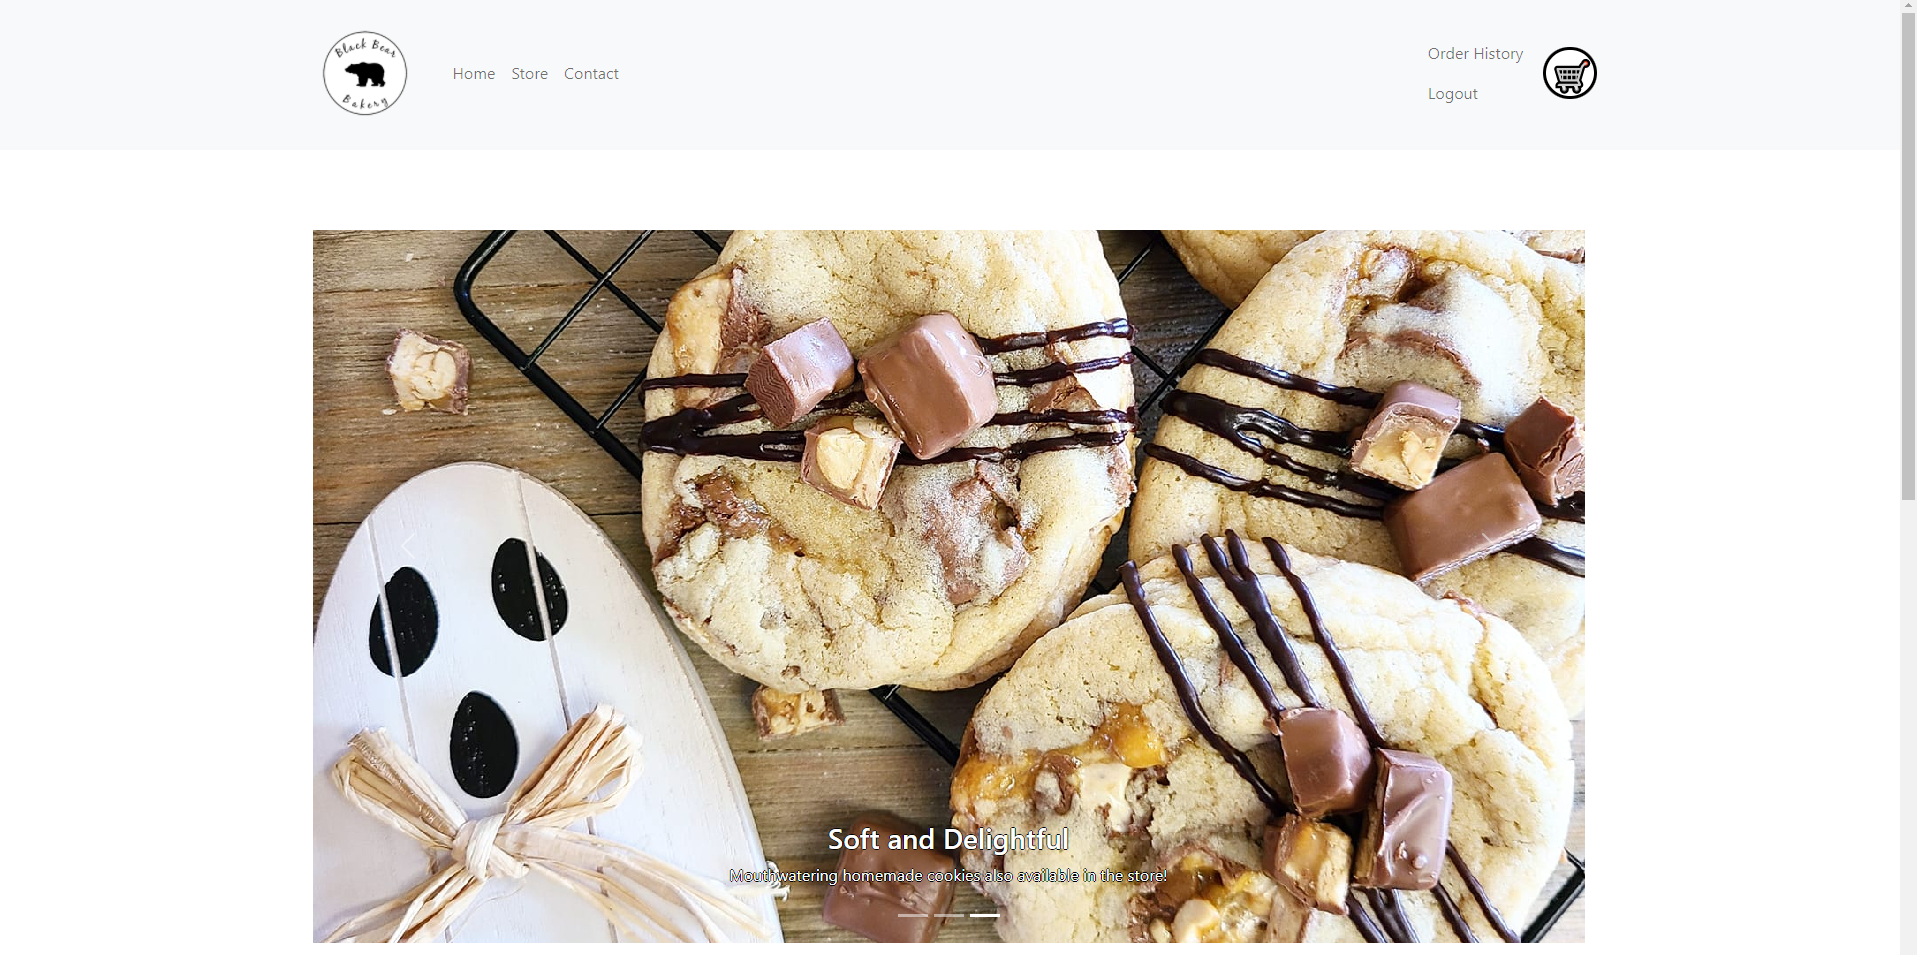 Black Bear
Bakery
Home Store Contact
Order History
Logout
Soft and Delightful
Mouthwatering homemade cookies also available in the store!